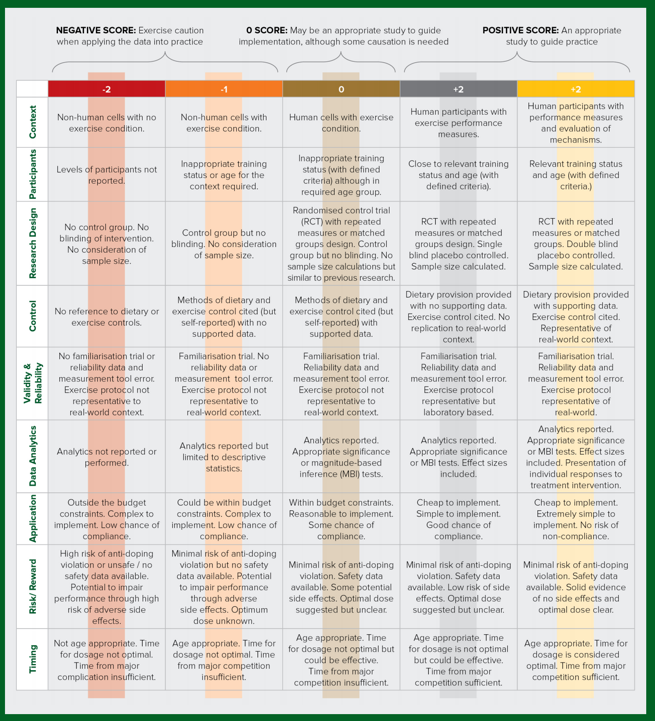 NEGATIVE SCORE: Exercise caution
when applying the data into practice
0 SCORE: May be an appropriate study to guide
implementation, although some causation is needed
POSITIVE SCORE: An appropriate
study to guide practice
-2
-1
0
+2
+2
Context
Non-human cells with no
exercise condition.
Non-human cells with
exercise condition.
Human cells with exercise
condition.
Human participants with
exercise performance
measures.
Human participants with
performance measures
and evaluation of
mechanisms.
Participants
Levels of participants not
reported.
Inappropriate training
status or age for the
context required.
Inappropriate training
status (with defined
criteria) although in
required age group.
Close to relevant training
status and age (with
defined criteria).
Relevant training status
and age (with defined
criteria.)
Research Design
No control group. No
blinding of intervention.
No consideration of
sample size.
Control group but no
blinding. No consideration
of sample size.
Randomised control trial
(RCT) with repeated
measures or matched
groups design. Control
group but no blinding. No
sample size calculations but
similar to previous research.
RCT with repeated
measures or matched
groups design. Single
blind placebo controlled.
Sample size calculated.
RCT with repeated
measures or matched
groups. Double blind
placebo controlled.
Sample size calculated.
Control
No reference to dietary or
exercise controls.
Methods of dietary and
exercise control cited (but
self-reported) with no
supported data.
Methods of dietary and
exercise control cited (but
self-reported) with
supported data.
Dietary provision provided
with no supporting data.
Exercise control cited. No
replication to real-world
context.
Dietary provision provided
with supporting data.
Exercise control cited.
Representative of
real-world context.
Validity &
Reliability
No familiarisation trial or
reliability data and
measurement tool error.
Exercise protocol not
representative to
real-world context.
Familiarisation trial. No
reliability data or
measurement tool error.
Exercise protocol not
representative to
real-world context.
Familiarisation trial.
Reliability data and
measurement tool error.
Exercise protocol not
representative to
real-world context.
Familiarisation trial.
Reliability data and
measurement tool error.
Exercise protocol
representative but
laboratory based.
Familiarisation trial.
Reliability data and
measurement tool error.
Exercise protocol
representative of
real-world.
Data Analytics
Analytics not reported or
performed.
Analytics reported but
limited to descriptive
statistics.
Analytics reported.
Appropriate significance
or magnitude-based
inference (MBI) tests.
Analytics reported.
Appropriate significance
or MBI tests. Effect sizes
included.
Analytics reported.
Appropriate significance
or MBI tests. Effect sizes
included. Presentation of
individual responses to
treatment intervention.
Application
Outside the budget
constraints. Complex to
implement. Low chance of
compliance.
Could be within budget
constraints. Complex to
implement. Low chance of
compliance.
Within budget constraints.
Reasonable to implement.
Some chance of
compliance.
Cheap to implement.
Simple to implement.
Good chance of
compliance.
Cheap to implement.
Extremely simple to
implement. No risk of
non-compliance.
Risk/ Reward
High risk of anti-doping
violation or unsafe / no
safety data available.
Potential to impair
performance through high
risk of adverse side
effects.
Minimal risk of anti-doping
violation but no safety
data available. Potential
to impair performance
through adverse
side effects. Optimum
dose unknown.
Minimal risk of anti-doping
violation. Safety data
available. Some potential
side effects. Optimal dose
suggested but unclear.
Minimal risk of anti-doping
violation. Safety data
available. Low risk of side
effects. Optimal dose
suggested but unclear.
Minimal risk of anti-doping
violation. Safety data
available. Solid evidence
of no side effects and
optimal dose clear.
Timing
Not age appropriate. Time
for dosage not optimal.
Time from major
complication insufficient.
Age appropriate. Time for
dosage not optimal. Time
from major competition
insufficient.
Age appropriate. Time
for dosage not optimal but
could be effective.
Time from major
competition insufficient.
Age appropriate. Time
for dosage is not optimal
but could be effective.
Time from major
competition sufficient.
Age appropriate. Time for
dosage is considered
optimal. Time from major
competition sufficient.